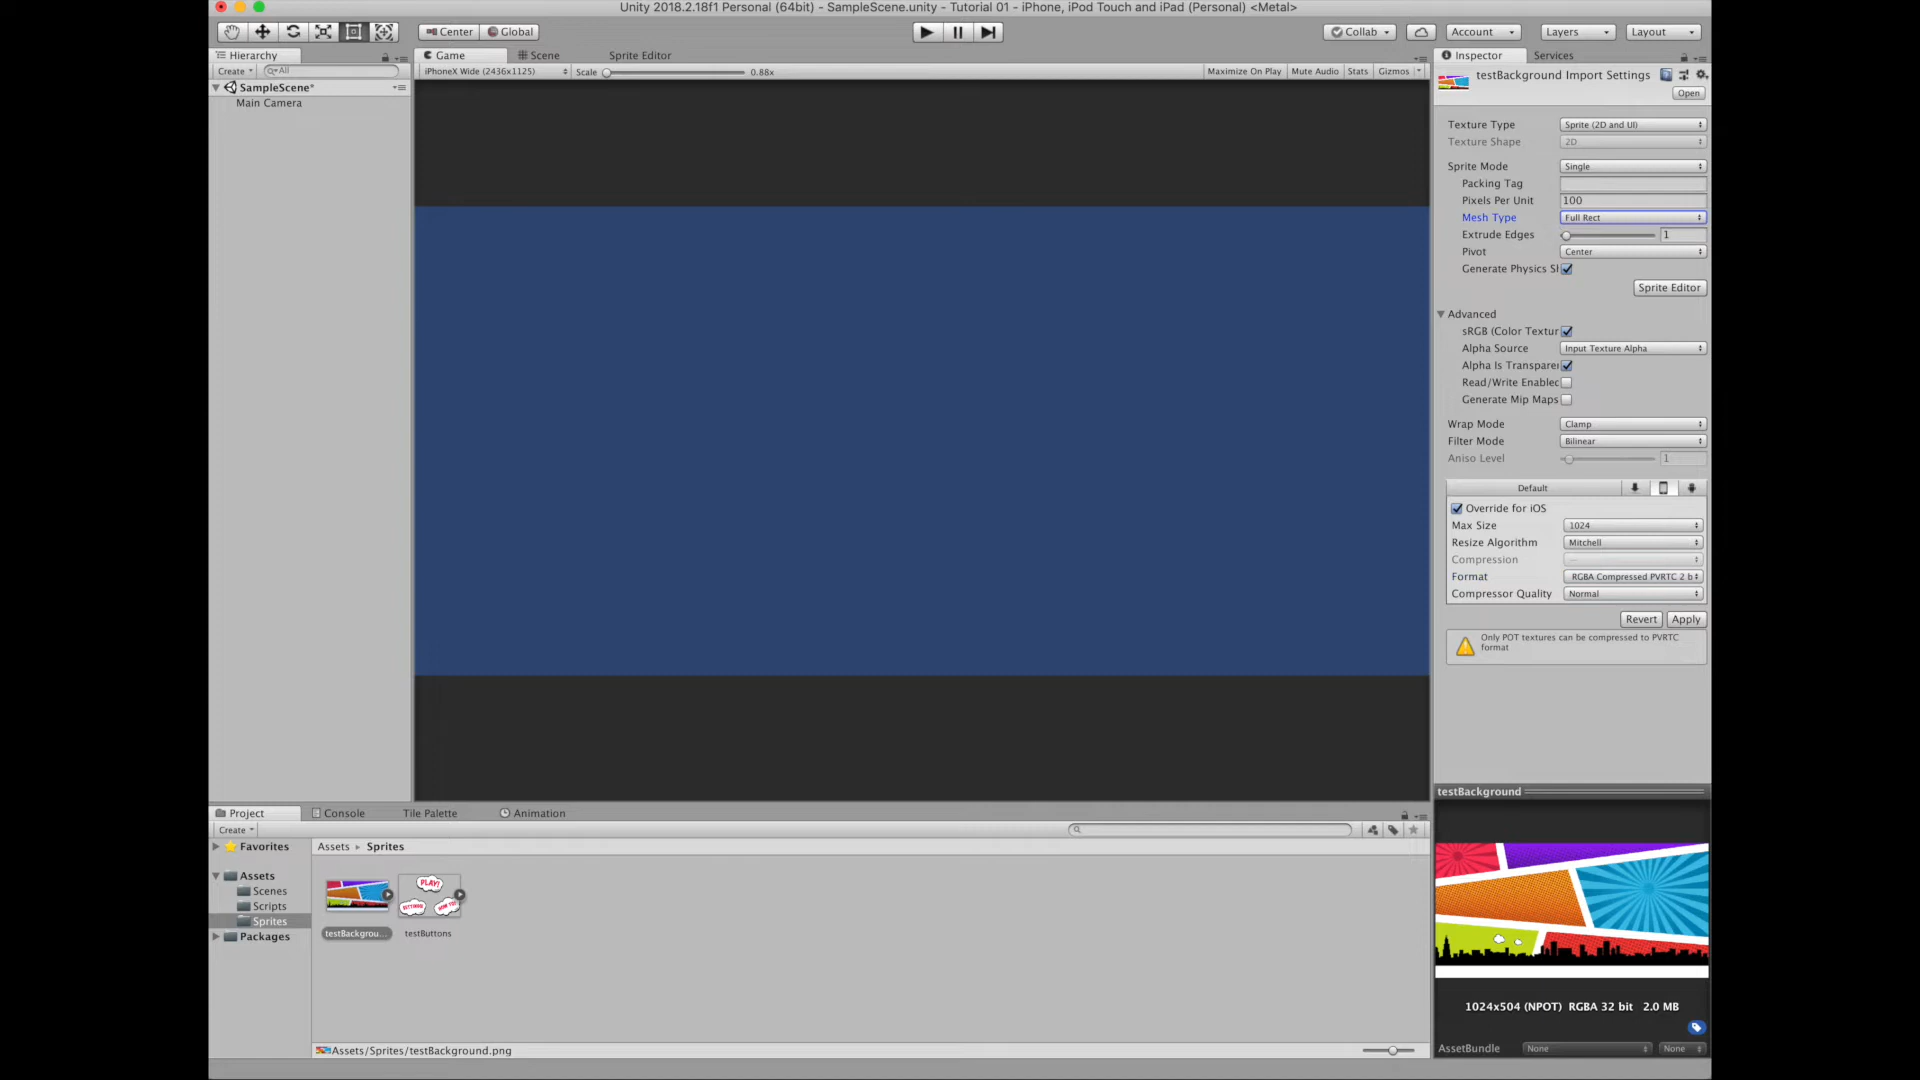 Unity 2018.2.18f1 Personal (64bit) - SampleScene.unity - Tutorial 01 - iPhone, iPod Touch and iPad (Personal) <Metal>
Center Global Collab Account Layers Layout
Hierarchy Game Scene Sprite Editor Inspector Services
Create All iPhoneX Wide (2436x1125) Scale 0.88x Maximize On Play Mute Audio Stats Gizmos
testBackground Import Settings
Open
SampleScene*
Main Camera
Texture Type Sprite (2D and UI)
Texture Shape 2D
Sprite Mode Single
Packing Tag
Pixels Per Unit 100
Mesh Type Full Rect
Extrude Edges 1
Pivot Center
Generate Physics Sl
Sprite Editor
Advanced
sRGB (Color Textur
Alpha Source Input Texture Alpha
Alpha Is Transparei
Read/Write Enablec
Generate Mip Maps
Wrap Mode Clamp
Filter Mode Bilinear
Aniso Level 1
Default
Override for iOS
Max Size 1024
Resize Algorithm Mitchell
Compression
Format RGBA Compressed PVRTC 2 b
Compressor Quality Normal
Revert Apply
Only POT textures can be compressed to PVRTC
format
testBackground
1024x504 (NPOT) RGBA 32 bit 2.0 MB
AssetBundle None None
Project Console Tile Palette Animation
Create
Favorites
Assets
Scenes
Scripts
Sprites
Packages
Assets ▸ Sprites
PLAY!
SETTINGS
testBackgrou...
testButtons
Assets/Sprites/testBackground.png